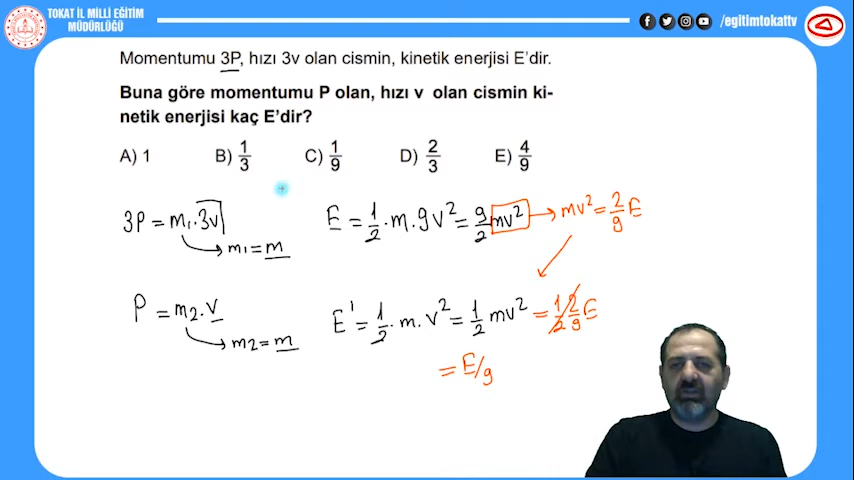 TOKAT İL MİLLİ EĞİTİM
MÜDÜRLÜĞÜ
/egitimtokattv
Momentumu 3P, hızı 3v olan cismin, kinetik enerjisi E'dir.
Buna göre momentumu P olan, hızı v olan cismin ki-
netik enerjisi kaç E'dir?
A) 1 B) 1/3 C) 1/9 D) 2/3 E) 4/9
3P = m₁.3v E = 1/2 . m . 9v² = 9/2 mv² → mv² = 2/9 E
→ m₁ = m
P = m₂.v E' = 1/2 . m . v² = 1/2 mv² = 1/2 2/9 E
→ m₂ = m
= E/9